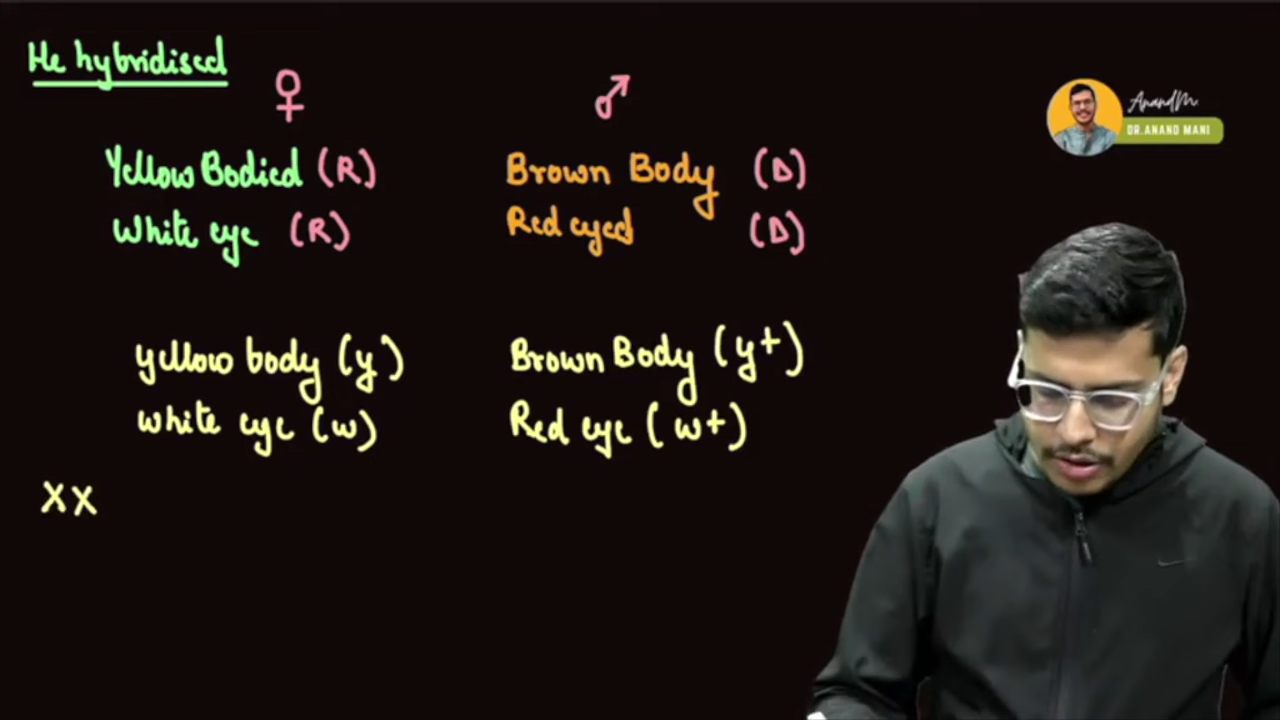 He hybridised
♀ ♂
Yellow Bodied (R) Brown Body (D)
White eye (R) Red eyed (D)
yellow body (y) Brown Body (y+)
white eye (w) Red eye (w+)
XX
AnandM.
DR.ANAND MANI